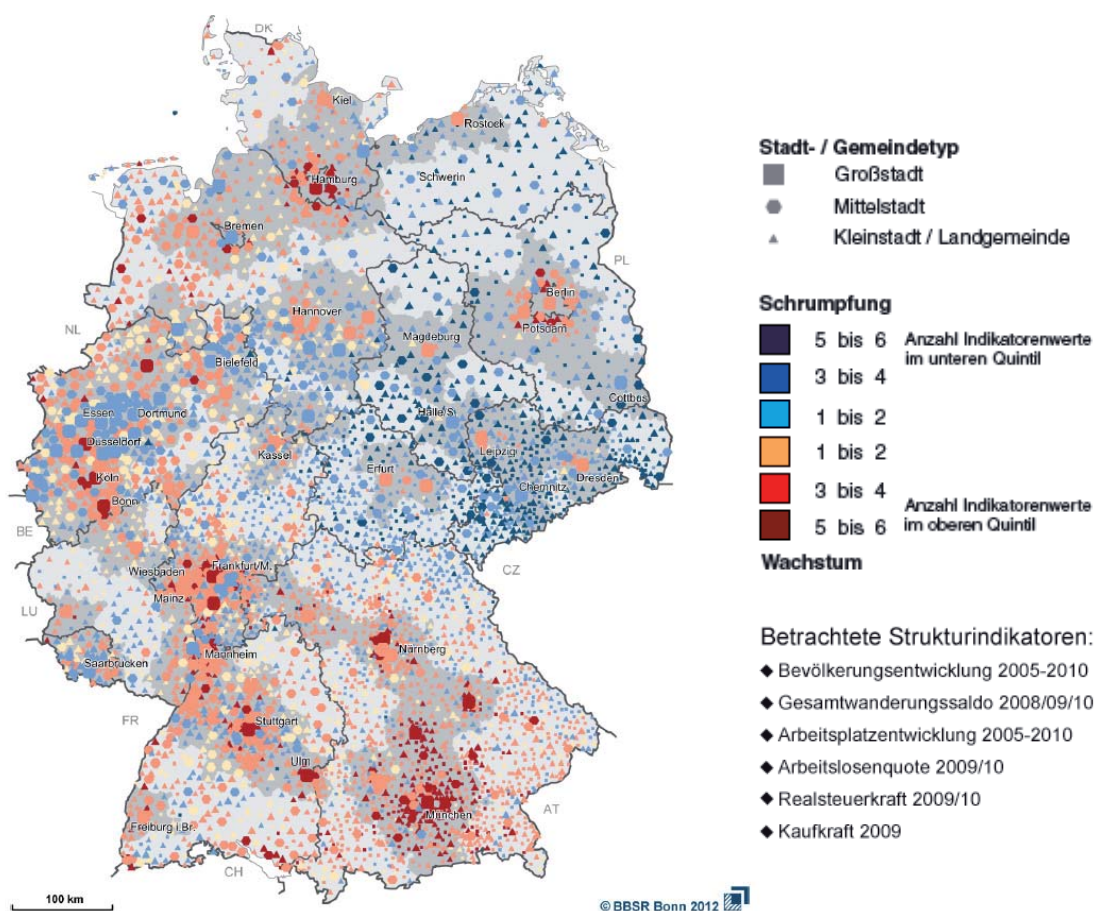 DK
Kiel
Rostock
Hamburg
Schwerin
Bremen
PL
Berlin
NL
Hannover
Potsdam
Magdeburg
Bielefeld
Cottbus
Essen
Dortmund
Halle/S.
Düsseldorf
Leipzig
Kassel
Köln
Erfurt
Dresden
Chemnitz
Bonn
BE
Wiesbaden
Frankfurt/M.
CZ
Mainz
LU
Mannheim
Nürnberg
Saarbrücken
FR
Stuttgart
Ulm
München
AT
Freiburg i.Br.
CH
100 km
© BBSR Bonn 2012
Stadt- / Gemeindetyp
Großstadt
Mittelstadt
Kleinstadt / Landgemeinde
Schrumpfung
5 bis 6 Anzahl Indikatorenwerte
im unteren Quintil
3 bis 4
1 bis 2
1 bis 2
3 bis 4
Anzahl Indikatorenwerte
5 bis 6 im oberen Quintil
Wachstum
Betrachtete Strukturindikatoren:
◆ Bevölkerungsentwicklung 2005-2010
◆ Gesamtwanderungssaldo 2008/09/10
◆ Arbeitsplatzentwicklung 2005-2010
◆ Arbeitslosenquote 2009/10
◆ Realsteuerkraft 2009/10
◆ Kaufkraft 2009